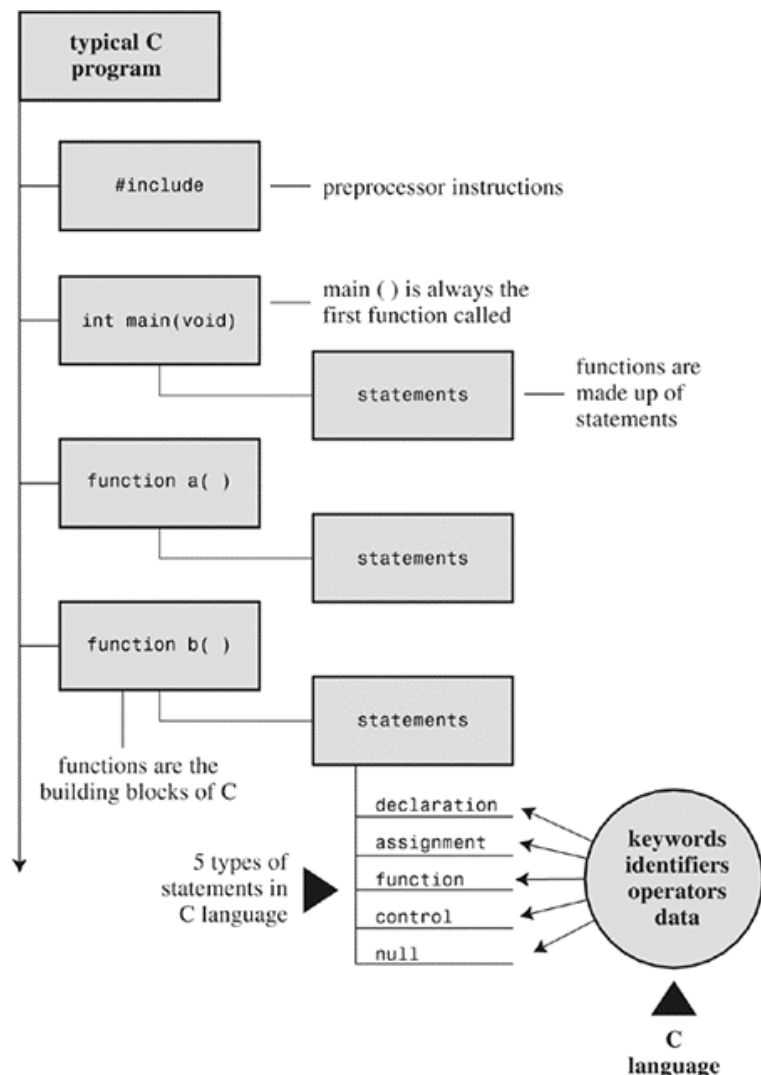 typical C
program
#include
preprocessor instructions
int main(void)
main ( ) is always the
first function called
statements
functions are
made up of
statements
function a( )
statements
function b( )
statements
functions are the
building blocks of C
5 types of
statements in
C language
declaration
assignment
function
control
null
keywords
identifiers
operators
data
C
language